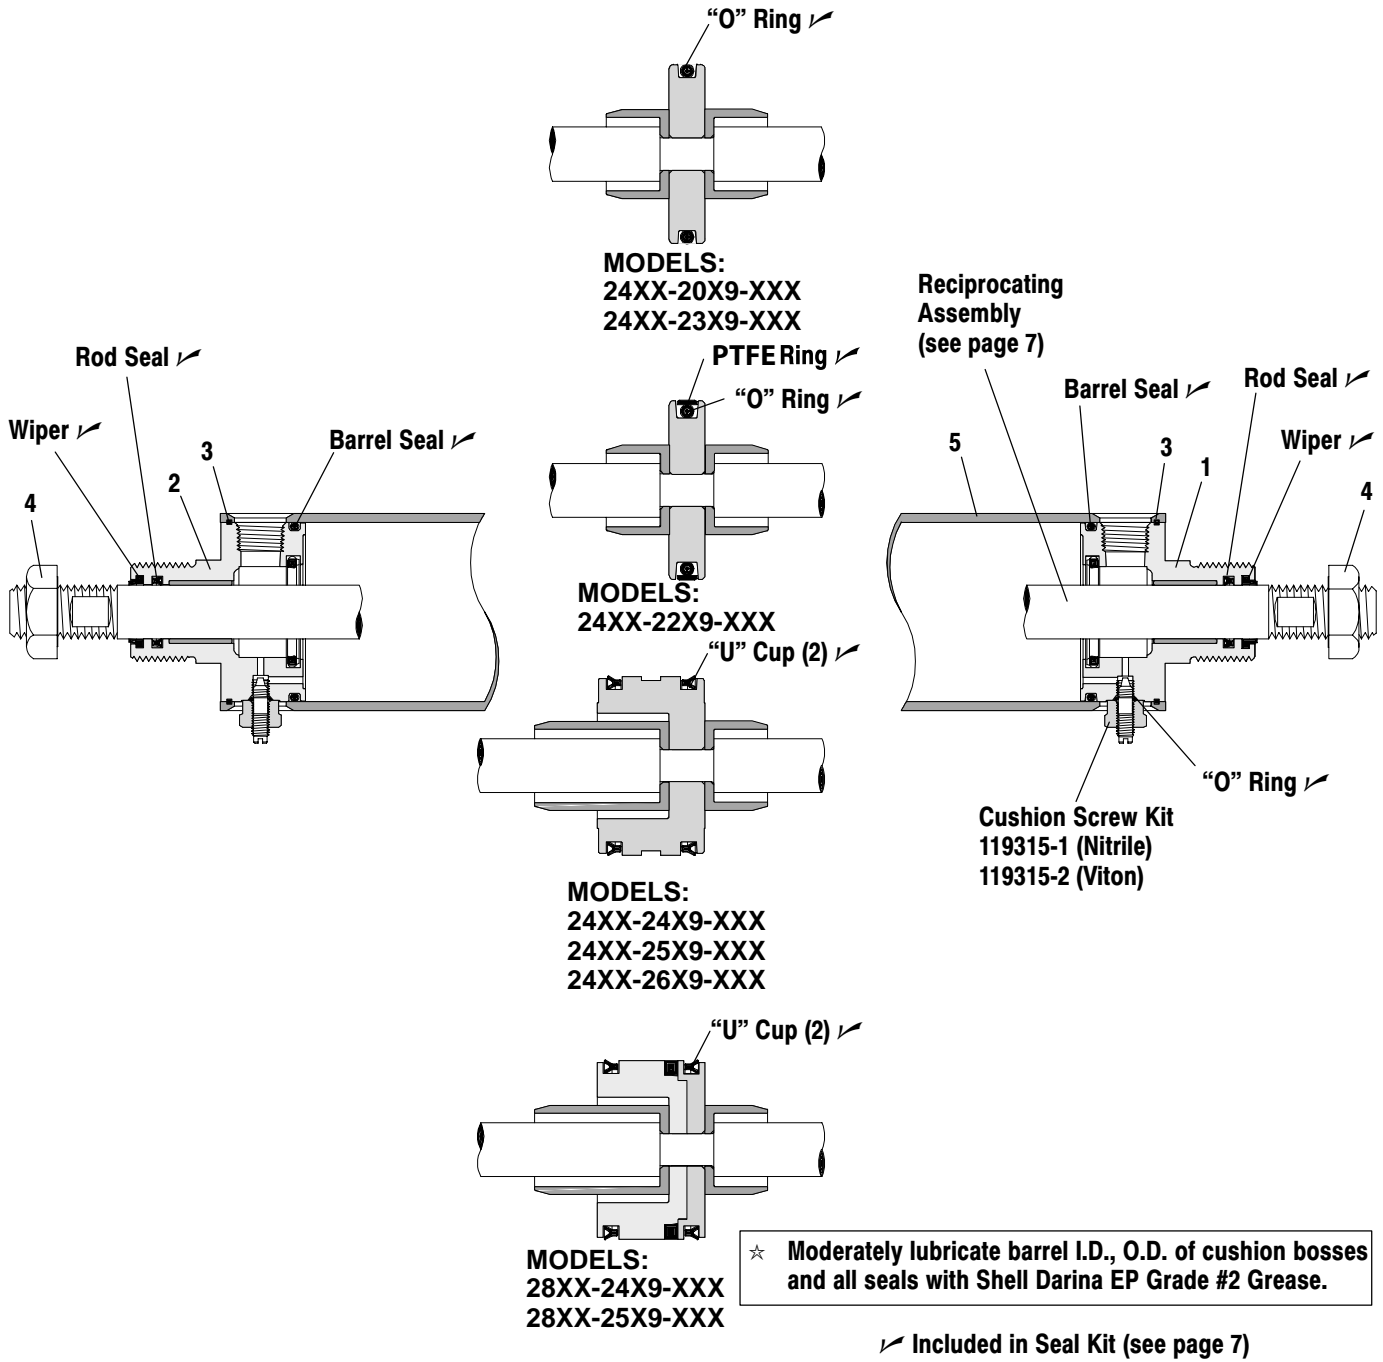 “O” Ring ✓
MODELS:
24XX-20X9-XXX
24XX-23X9-XXX
Reciprocating
Assembly
(see page 7)
Rod Seal ✓
Wiper ✓
3
2
4
Barrel Seal ✓
PTFE Ring ✓
“O” Ring ✓
MODELS:
24XX-22X9-XXX
5
Barrel Seal ✓
3
1
Rod Seal ✓
Wiper ✓
4
“U” Cup (2) ✓
MODELS:
24XX-24X9-XXX
24XX-25X9-XXX
24XX-26X9-XXX
“O” Ring ✓
Cushion Screw Kit
119315-1 (Nitrile)
119315-2 (Viton)
“U” Cup (2) ✓
MODELS:
28XX-24X9-XXX
28XX-25X9-XXX
☆ Moderately lubricate barrel I.D., O.D. of cushion bosses
and all seals with Shell Darina EP Grade #2 Grease.
✓ Included in Seal Kit (see page 7)